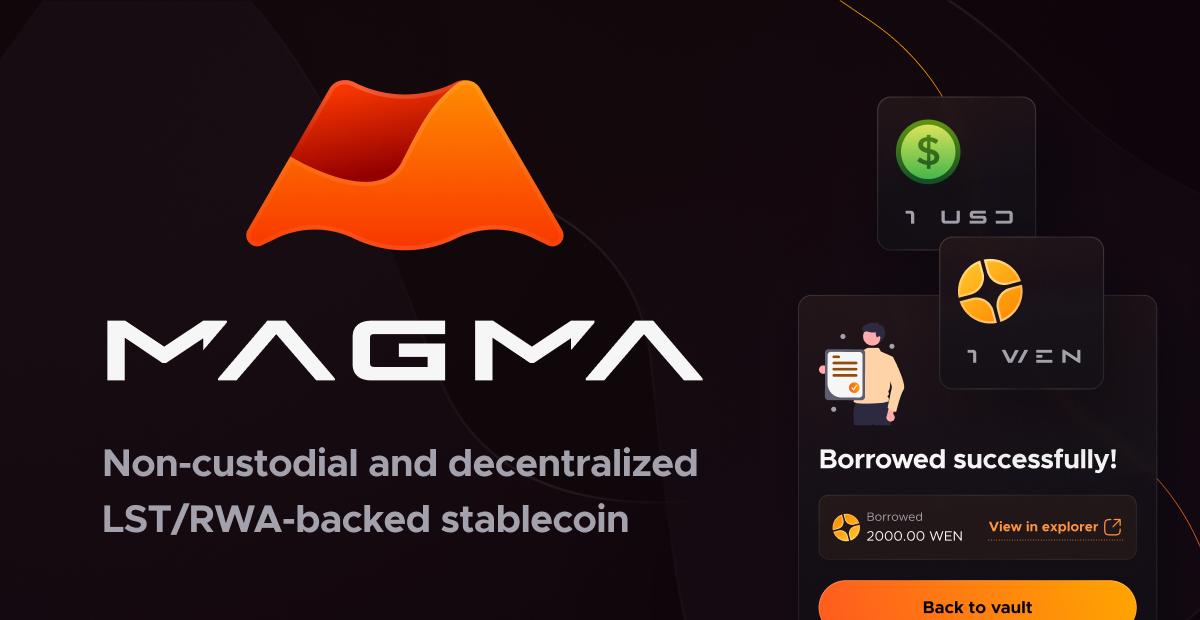 MAGMA
Non-custodial and decentralized
LST/RWA-backed stablecoin
$
1 USD
1 WEN
Borrowed successfully!
Borrowed
2000.00 WEN
View in explorer
Back to vault